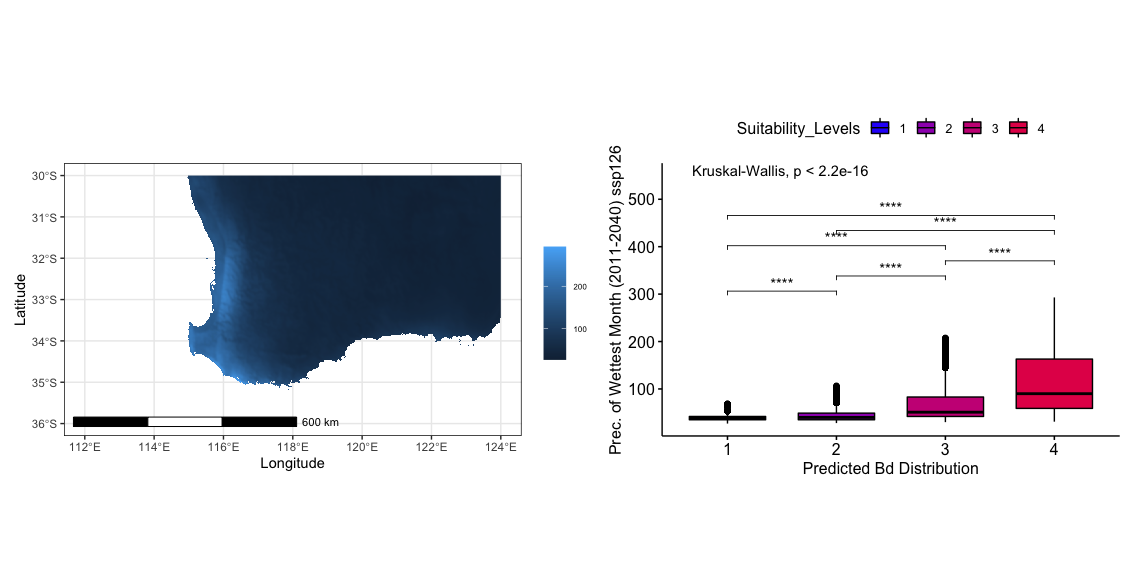 30°S
31°S
32°S
33°S
34°S
35°S
36°S
600 km
112°E 114°E 116°E 118°E 120°E 122°E 124°E
Longitude
Latitude
200
100
Suitability_Levels 1 2 3 4
Kruskal-Wallis, p < 2.2e-16
****
****
****
****
****
****
500
400
300
200
100
Prec. of Wettest Month (2011-2040) ssp126
1 2 3 4
Predicted Bd Distribution